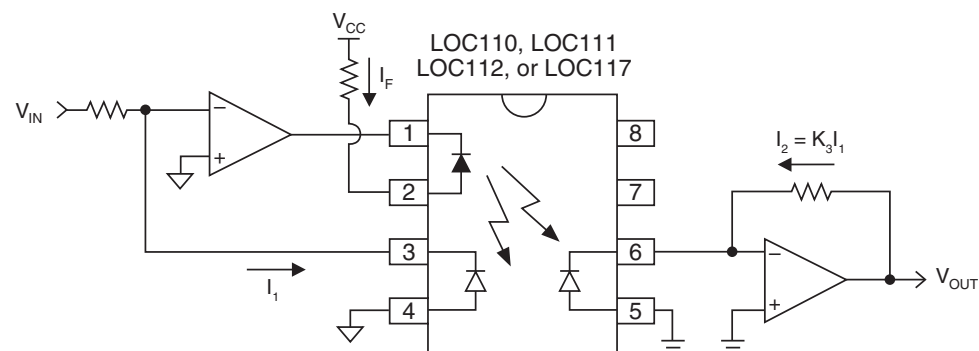 V_CC
LOC110, LOC111
LOC112, or LOC117
I_F
V_IN
−
+
1
2
3
4
8
7
6
5
I_1
I_2 = K_3I_1
−
+
V_OUT